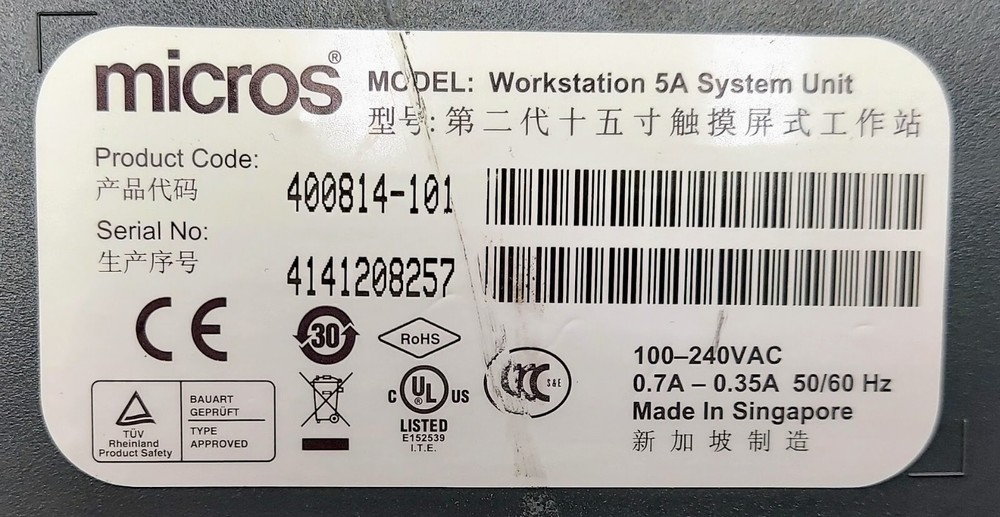 micros®
MODEL: Workstation 5A System Unit
型号:第二代十五寸触摸屏式工作站
Product Code:
产品代码
400814-101
Serial No:
生产序号
4141208257
CE
30
RoHS
C UL US
LISTED
E152539
I.T.E.
CCC S&E
TÜV
Rheinland
Product Safety
BAUART
GEPRÜFT
TYPE
APPROVED
100–240VAC
0.7A – 0.35A 50/60 Hz
Made In Singapore
新加坡制造